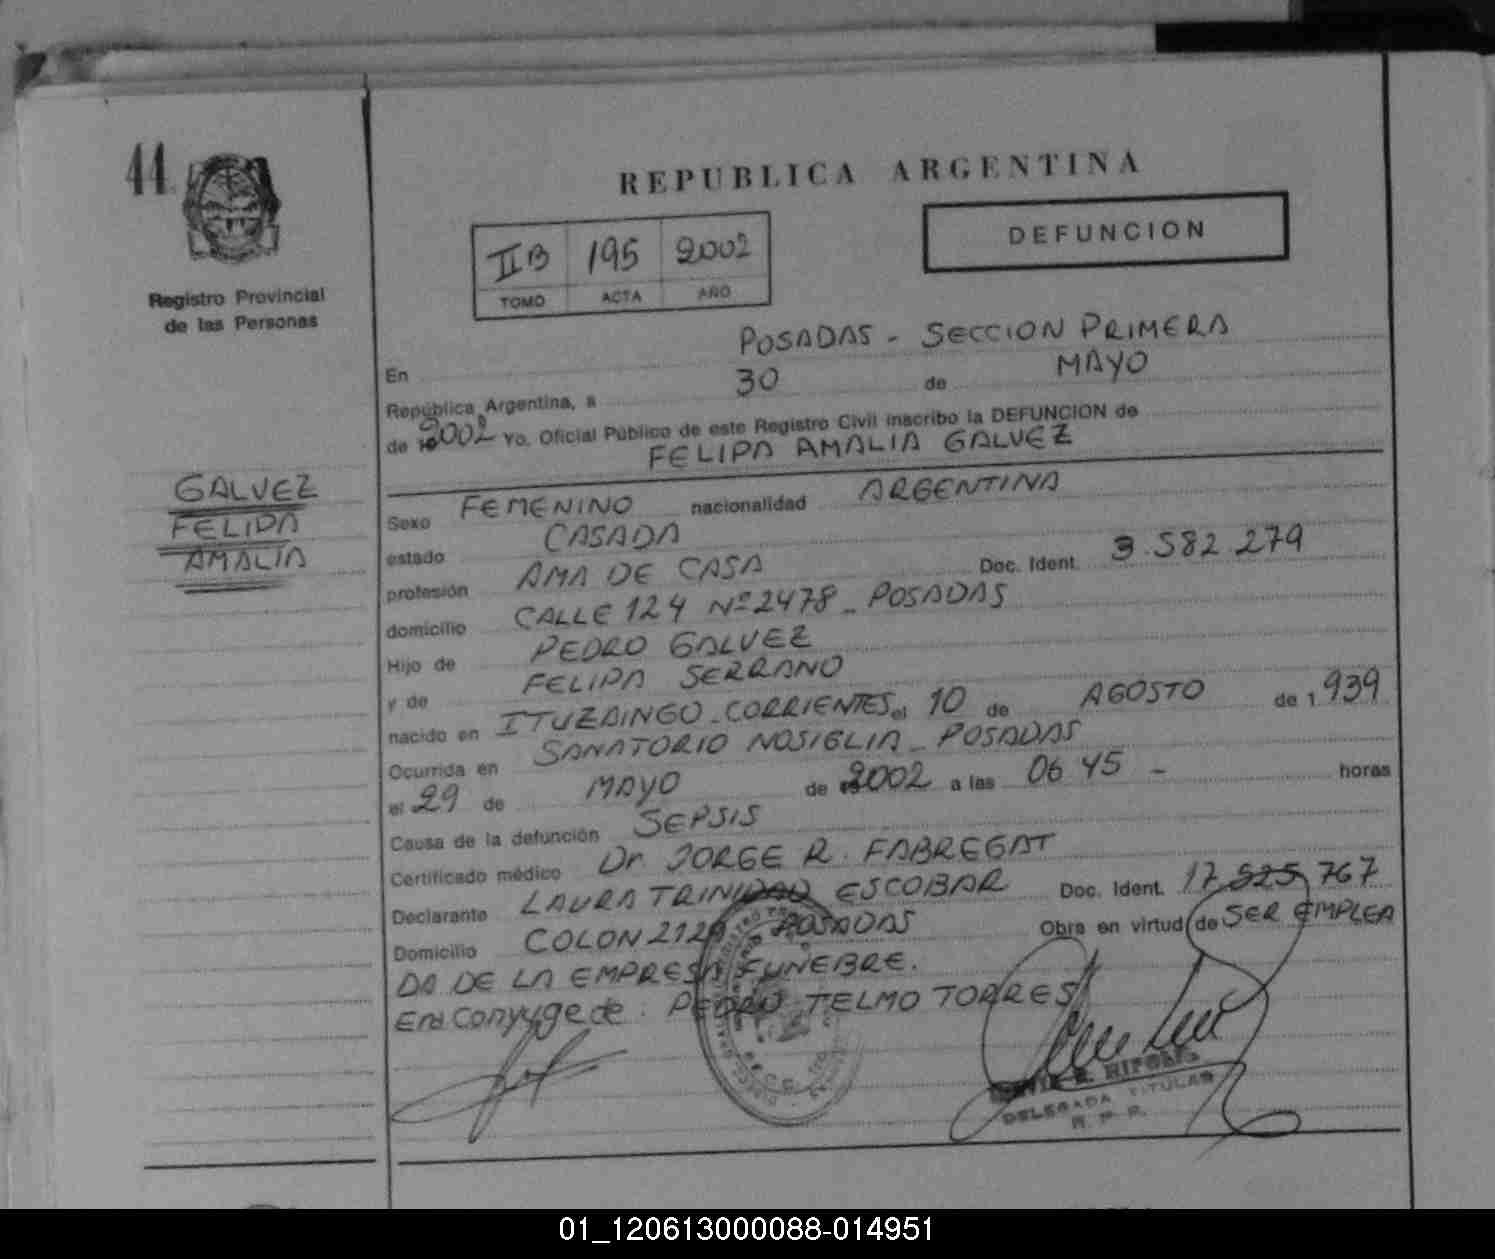 44
REPUBLICA ARGENTINA
DEFUNCION
IIB 195 2002
TOMO ACTA AÑO
Registro Provincial
de las Personas
GALVEZ
FELIPA
AMALIA
En POSADAS - SECCION PRIMERA
República Argentina, a 30 de MAYO
de 2002 Yo, Oficial Público de este Registro Civil inscribo la DEFUNCION de
FELIPA AMALIA GALVEZ
Sexo FEMENINO nacionalidad ARGENTINA
estado CASADA
profesión AMA DE CASA Doc. Ident. 3.582.279
domicilio CALLE 124 Nº 2478 - POSADAS
Hijo de PEDRO GALVEZ
y de FELIPA SERRANO
nacido en ITUZAINGO - CORRIENTES el 10 de AGOSTO de 1939
Ocurrida en SANATORIO NOSIGLIA - POSADAS
el 29 de MAYO de 2002 a las 06 45 - horas
Causa de la defunción SEPSIS
Certificado médico Dr JORGE R. FABREGAT
Declarante LAURA TRINIDAD ESCOBAR Doc. Ident. 17.525.767
Domicilio COLON POSADAS Obra en virtud de SER EMPLEA
DA DE LA EMPRESA FUNEBRE.
Era Conyuge de: PEDRO TELMO TORRES
DELEGADA TITULAR
R. P. P.
01_120613000088-014951